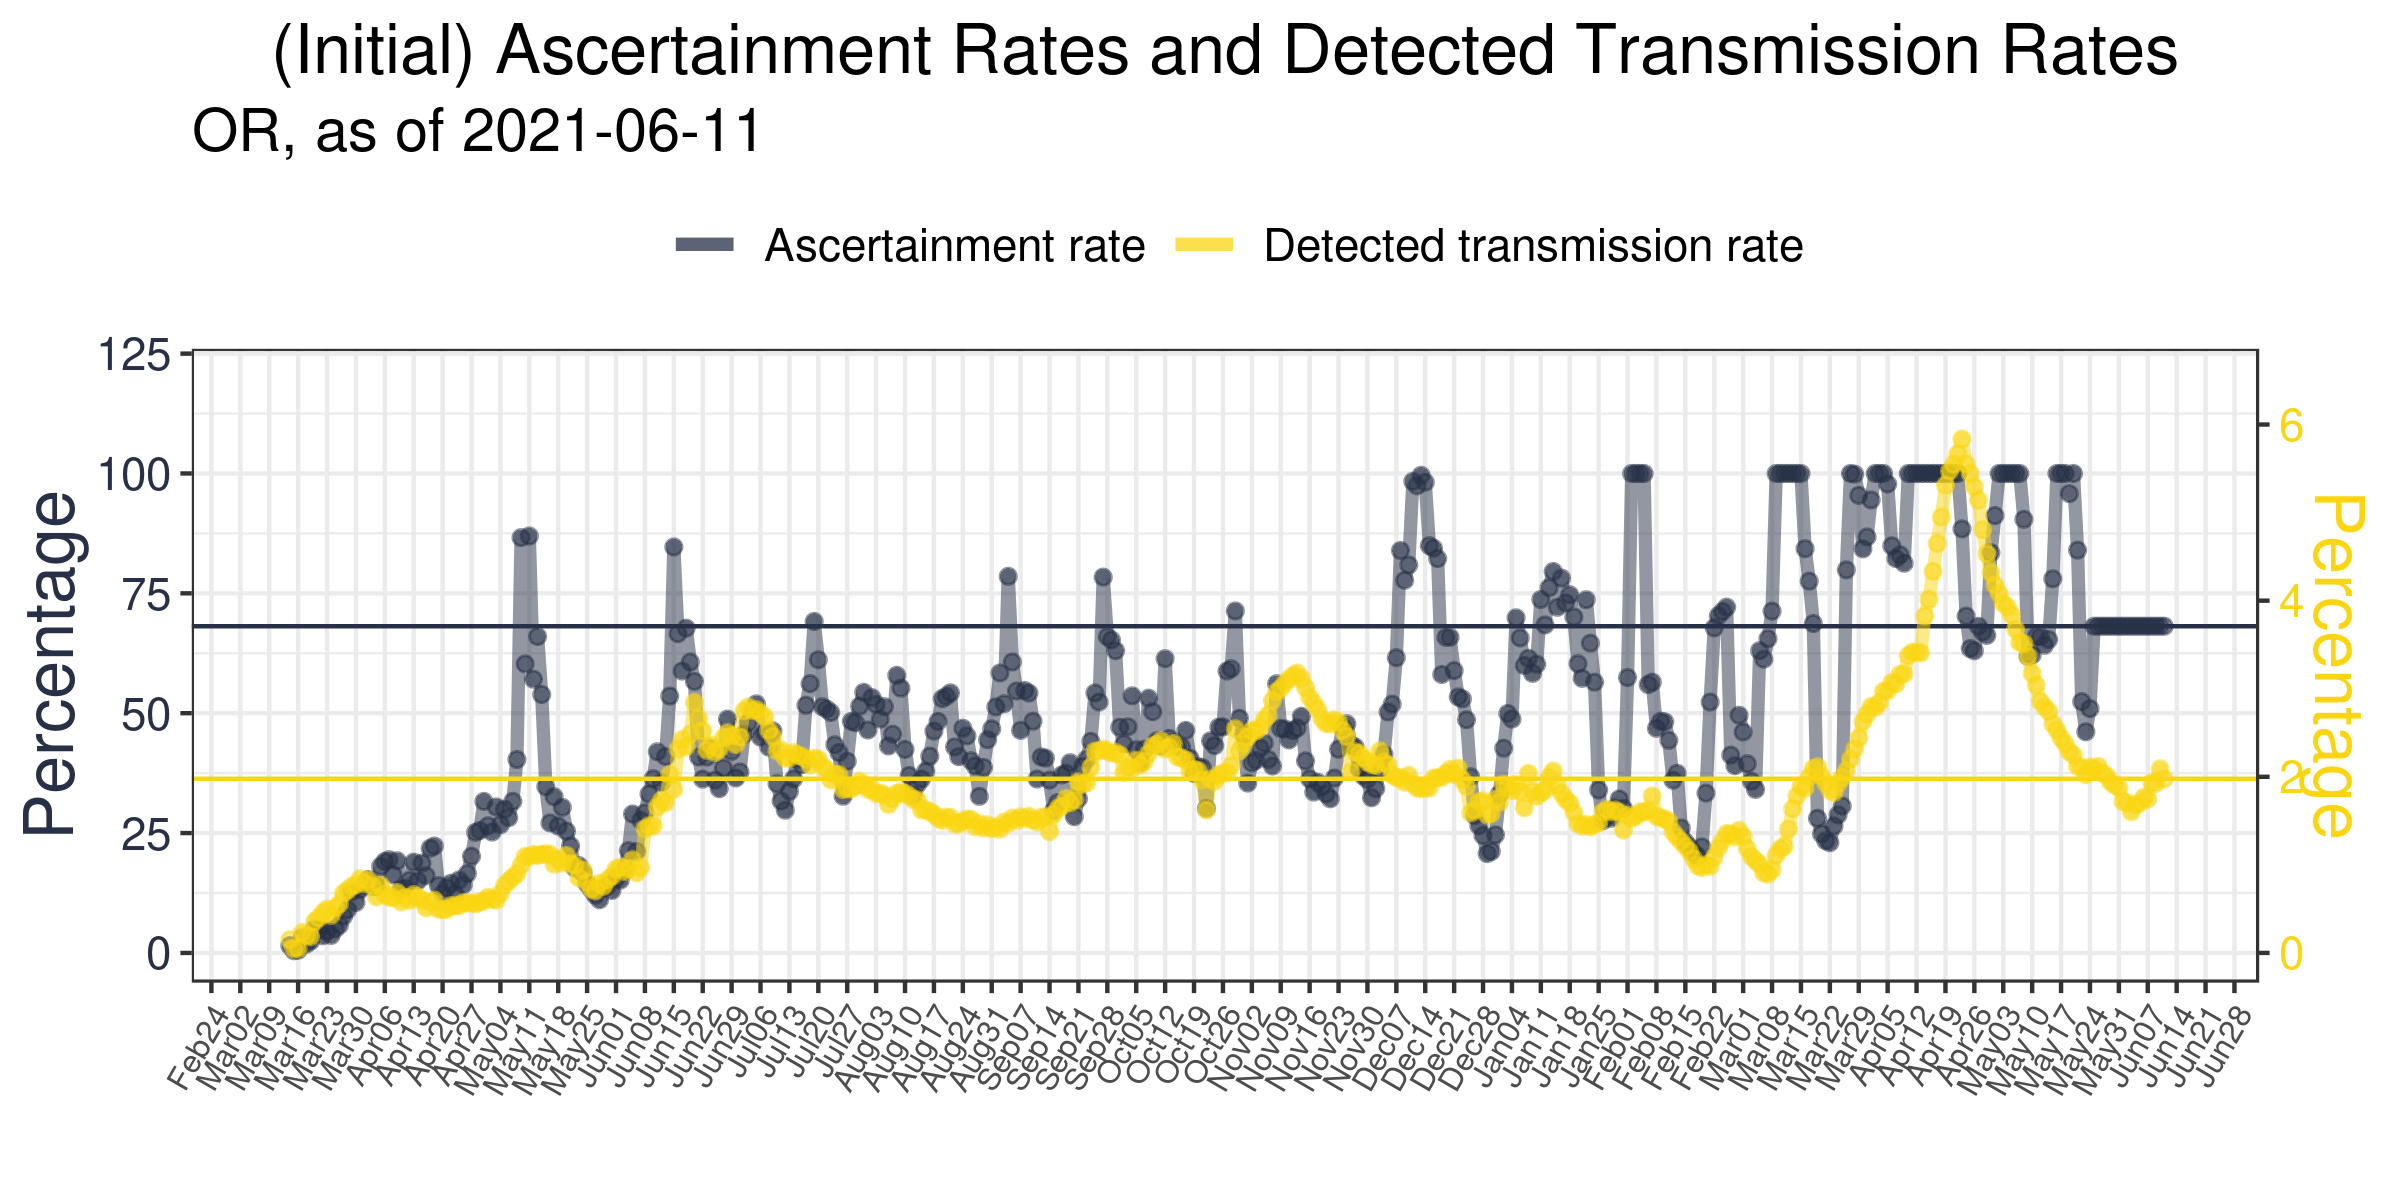 (Initial) Ascertainment Rates and Detected Transmission Rates
OR, as of 2021-06-11
Ascertainment rate Detected transmission rate
Percentage
125
100
75
50
25
0
6
4
2
0
Percentage
Feb24 Mar02 Mar09 Mar16 Mar23 Mar30 Apr06 Apr13 Apr20 Apr27 May04 May11 May18 May25 Jun01 Jun08 Jun15 Jun22 Jun29 Jul06 Jul13 Jul20 Jul27 Aug03 Aug10 Aug17 Aug24 Aug31 Sep07 Sep14 Sep21 Sep28 Oct05 Oct12 Oct19 Oct26 Nov02 Nov09 Nov16 Nov23 Nov30 Dec07 Dec14 Dec21 Dec28 Jan04 Jan11 Jan18 Jan25 Feb01 Feb08 Feb15 Feb22 Mar01 Mar08 Mar15 Mar22 Mar29 Apr05 Apr12 Apr19 Apr26 May03 May10 May17 May24 May31 Jun07 Jun14 Jun21 Jun28